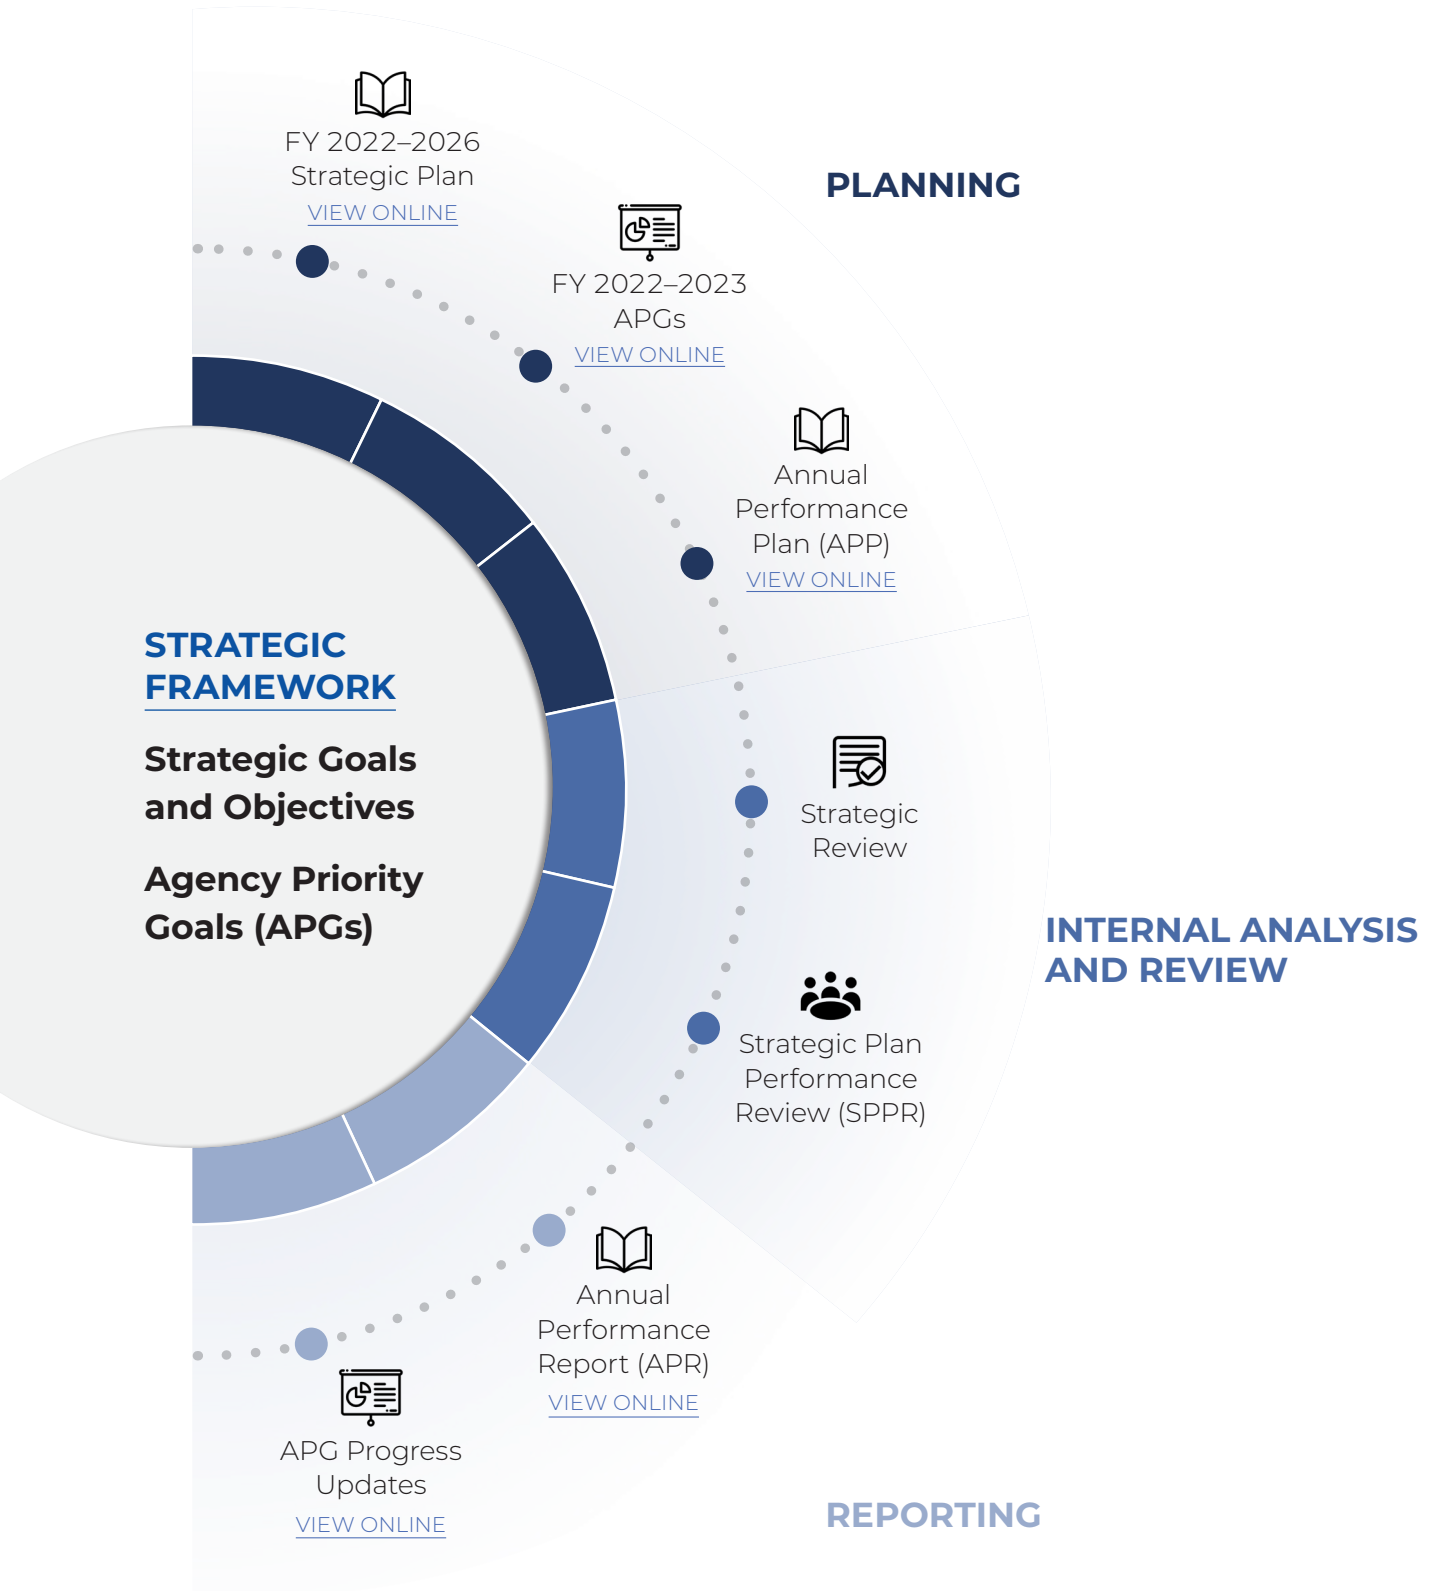 FY 2022–2026
Strategic Plan
VIEW ONLINE
PLANNING
FY 2022–2023
APGs
VIEW ONLINE
Annual
Performance
Plan (APP)
VIEW ONLINE
STRATEGIC
FRAMEWORK
Strategic Goals
and Objectives
Agency Priority
Goals (APGs)
Strategic
Review
INTERNAL ANALYSIS
AND REVIEW
Strategic Plan
Performance
Review (SPPR)
Annual
Performance
Report (APR)
VIEW ONLINE
APG Progress
Updates
VIEW ONLINE
REPORTING